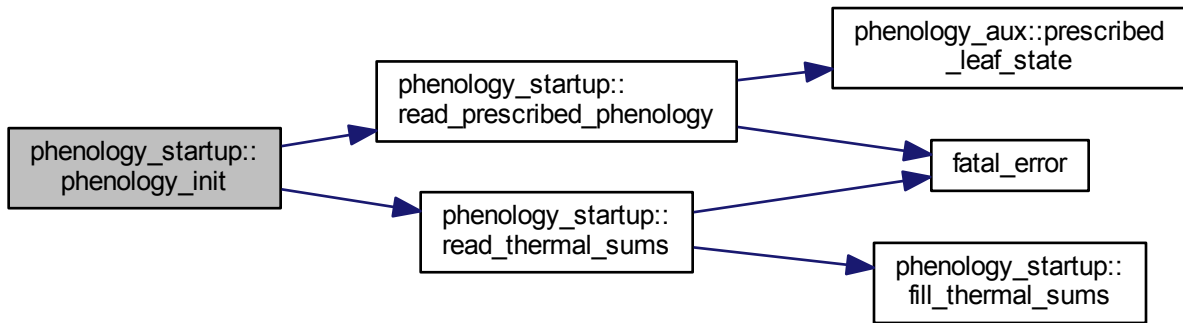 phenology_startup::
phenology_init
phenology_startup::
read_prescribed_phenology
phenology_startup::
read_thermal_sums
phenology_aux::prescribed
_leaf_state
fatal_error
phenology_startup::
fill_thermal_sums